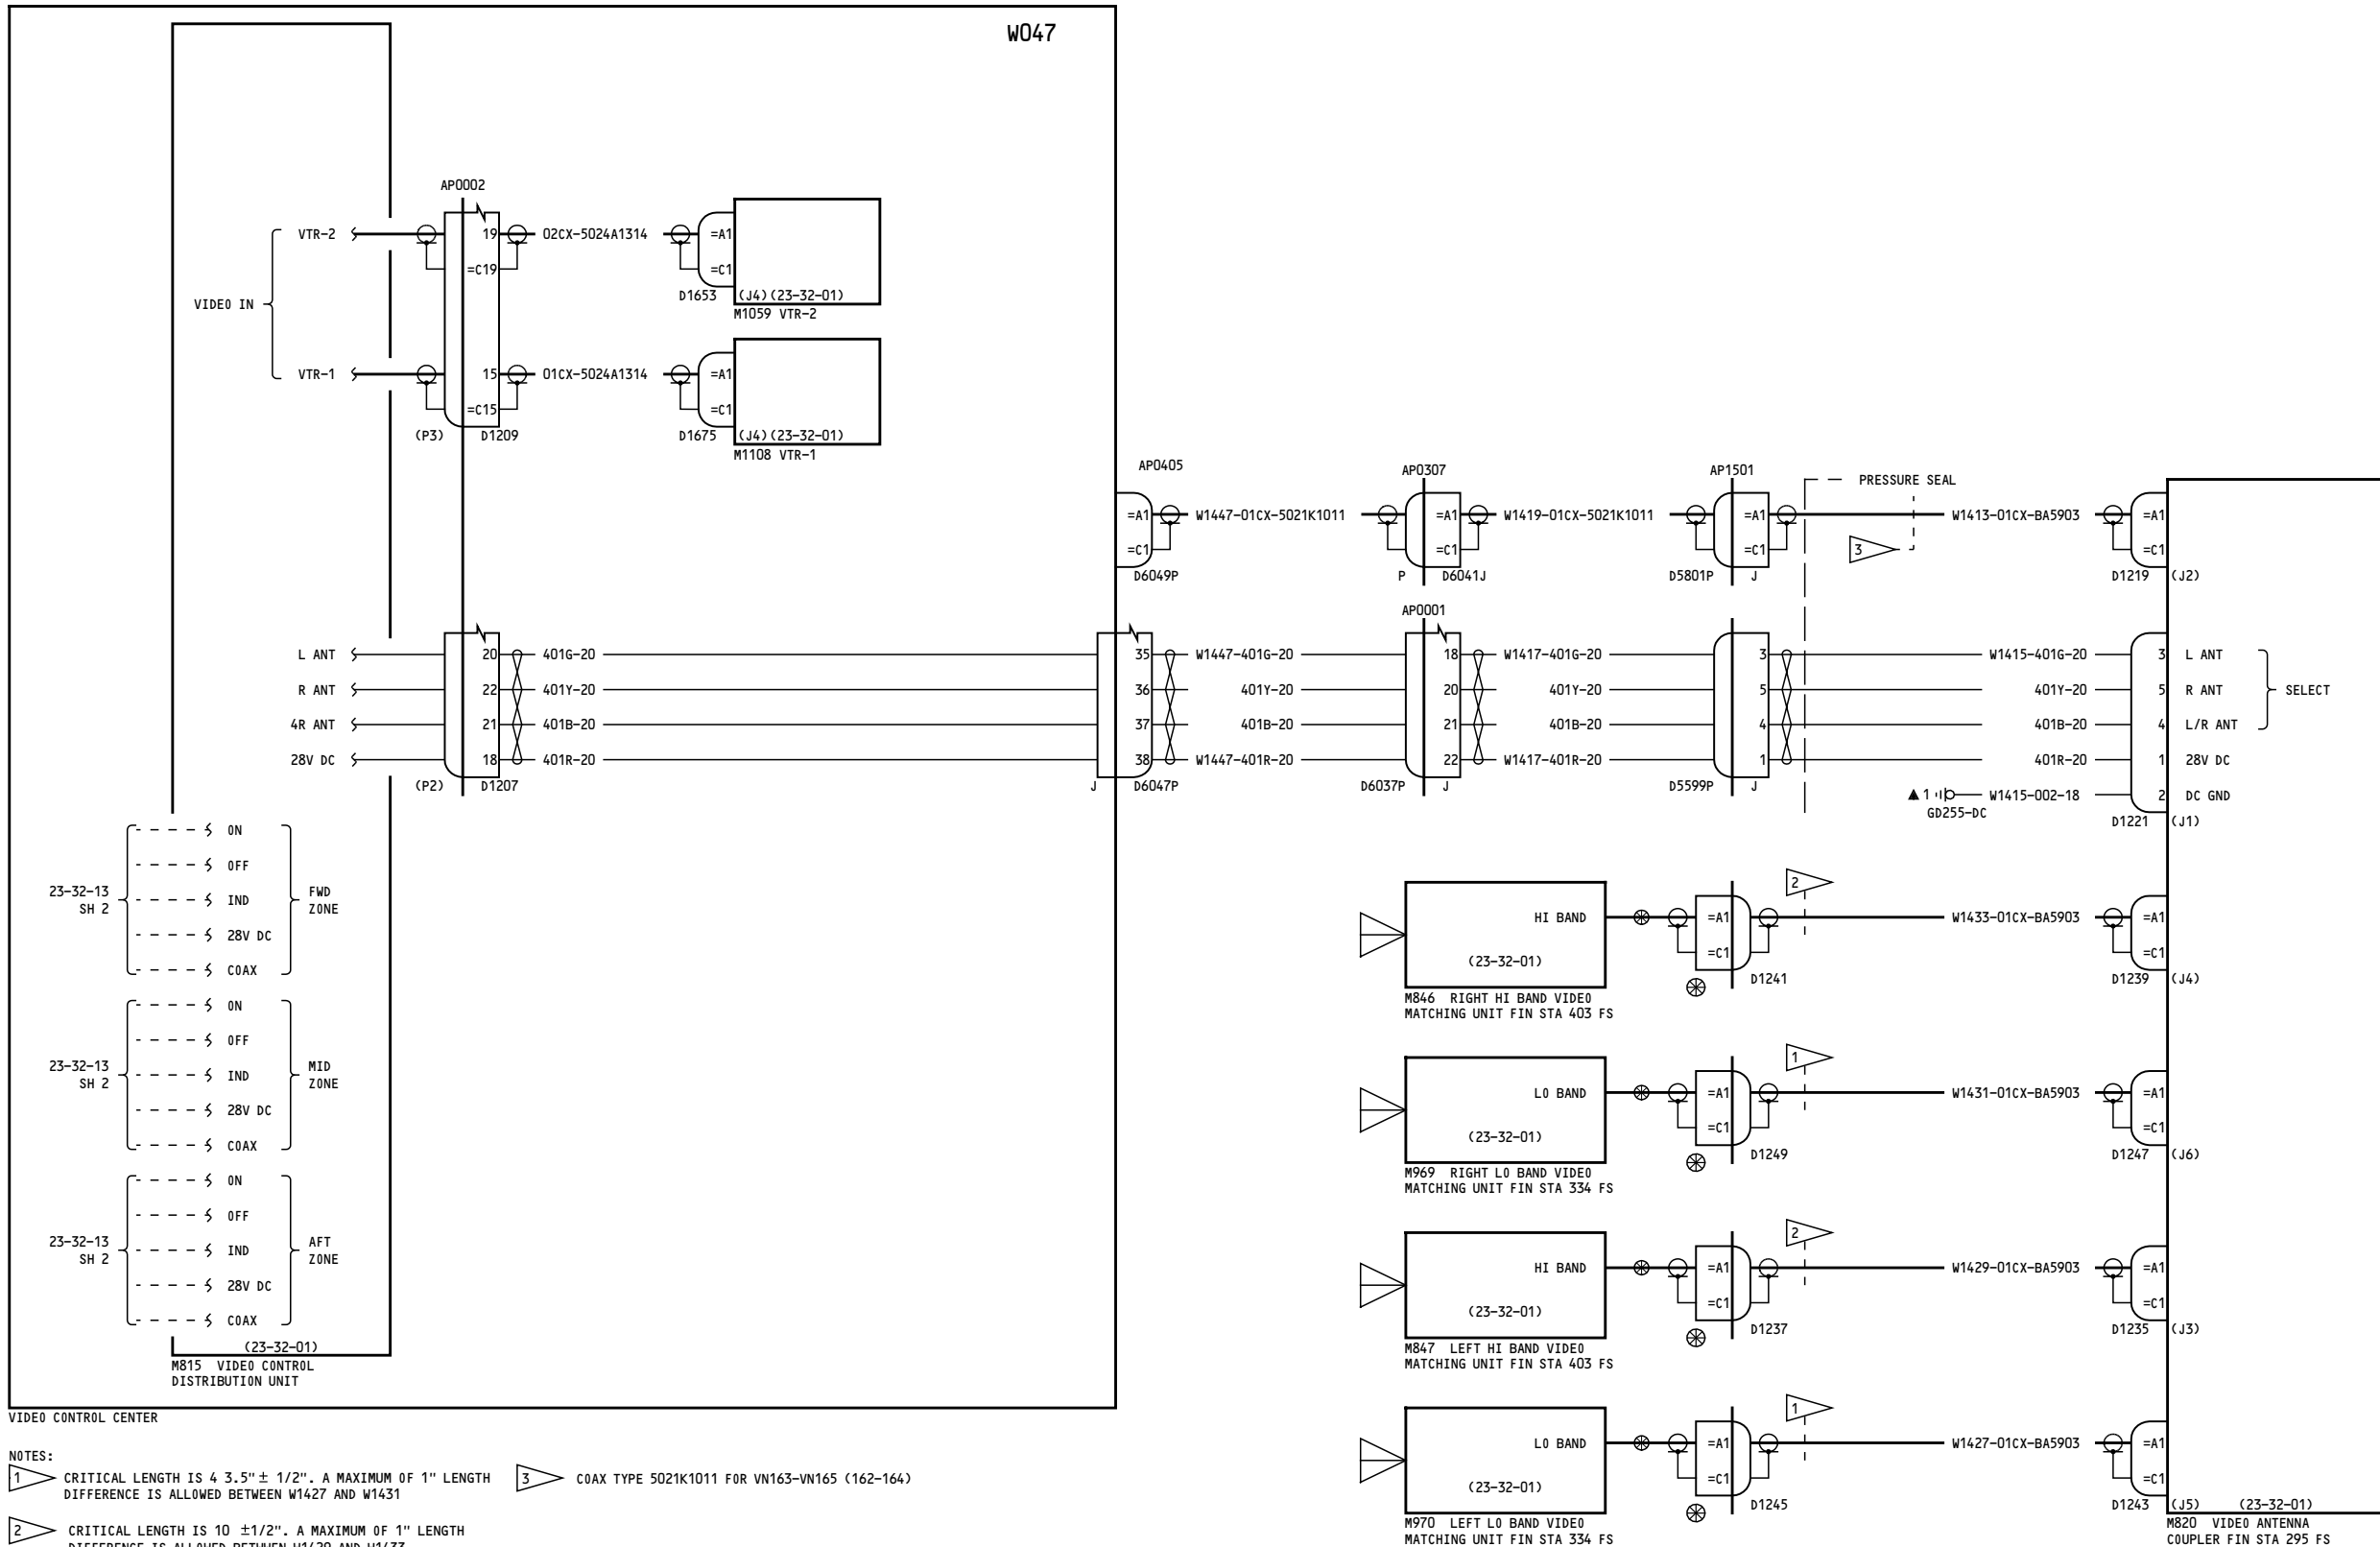 W047
AP0002
VTR-2
19
02CX-5024A1314
=A1
=C19
=C1
D1653
(J4)(23-32-01)
M1059 VTR-2
VIDEO IN
VTR-1
15
01CX-5024A1314
=A1
=C15
=C1
(P3)
D1209
D1675
(J4)(23-32-01)
M1108 VTR-1
AP0405
AP0307
AP1501
PRESSURE SEAL
=A1
W1447-01CX-5021K1011
=A1
W1419-01CX-5021K1011
=A1
W1413-01CX-BA5903
=A1
=C1
=C1
=C1
3
=C1
D6049P
P
D6041J
D5801P
J
D1219
(J2)
AP0001
L ANT
20
401G-20
35
W1447-401G-20
18
W1417-401G-20
3
W1415-401G-20
3
L ANT
R ANT
22
401Y-20
36
401Y-20
20
401Y-20
5
401Y-20
5
R ANT
SELECT
4R ANT
21
401B-20
37
401B-20
21
401B-20
4
401B-20
4
L/R ANT
28V DC
18
401R-20
38
W1447-401R-20
22
W1417-401R-20
1
401R-20
1
28V DC
(P2)
D1207
J
D6047P
D6037P
J
D5599P
J
▲ 1
GD255-DC
W1415-002-18
2
DC GND
D1221
(J1)
ON
OFF
23-32-13
SH 2
IND
FWD
ZONE
28V DC
COAX
ON
OFF
23-32-13
SH 2
IND
MID
ZONE
28V DC
COAX
ON
OFF
23-32-13
SH 2
IND
AFT
ZONE
28V DC
COAX
(23-32-01)
M815 VIDEO CONTROL
DISTRIBUTION UNIT
VIDEO CONTROL CENTER
HI BAND
(23-32-01)
=A1
=C1
2
W1433-01CX-BA5903
=A1
=C1
D1241
D1239
(J4)
M846 RIGHT HI BAND VIDEO
MATCHING UNIT FIN STA 403 FS
LO BAND
(23-32-01)
=A1
=C1
1
W1431-01CX-BA5903
=A1
=C1
D1249
D1247
(J6)
M969 RIGHT LO BAND VIDEO
MATCHING UNIT FIN STA 334 FS
HI BAND
(23-32-01)
=A1
=C1
2
W1429-01CX-BA5903
=A1
=C1
D1237
D1235
(J3)
M847 LEFT HI BAND VIDEO
MATCHING UNIT FIN STA 403 FS
LO BAND
(23-32-01)
=A1
=C1
1
W1427-01CX-BA5903
=A1
=C1
D1245
D1243
(J5)
(23-32-01)
M970 LEFT LO BAND VIDEO
MATCHING UNIT FIN STA 334 FS
M820 VIDEO ANTENNA
COUPLER FIN STA 295 FS
NOTES:
1 CRITICAL LENGTH IS 4 3.5" ± 1/2". A MAXIMUM OF 1" LENGTH
DIFFERENCE IS ALLOWED BETWEEN W1427 AND W1431
3 COAX TYPE 5021K1011 FOR VN163-VN165 (162-164)
2 CRITICAL LENGTH IS 10 ±1/2". A MAXIMUM OF 1" LENGTH